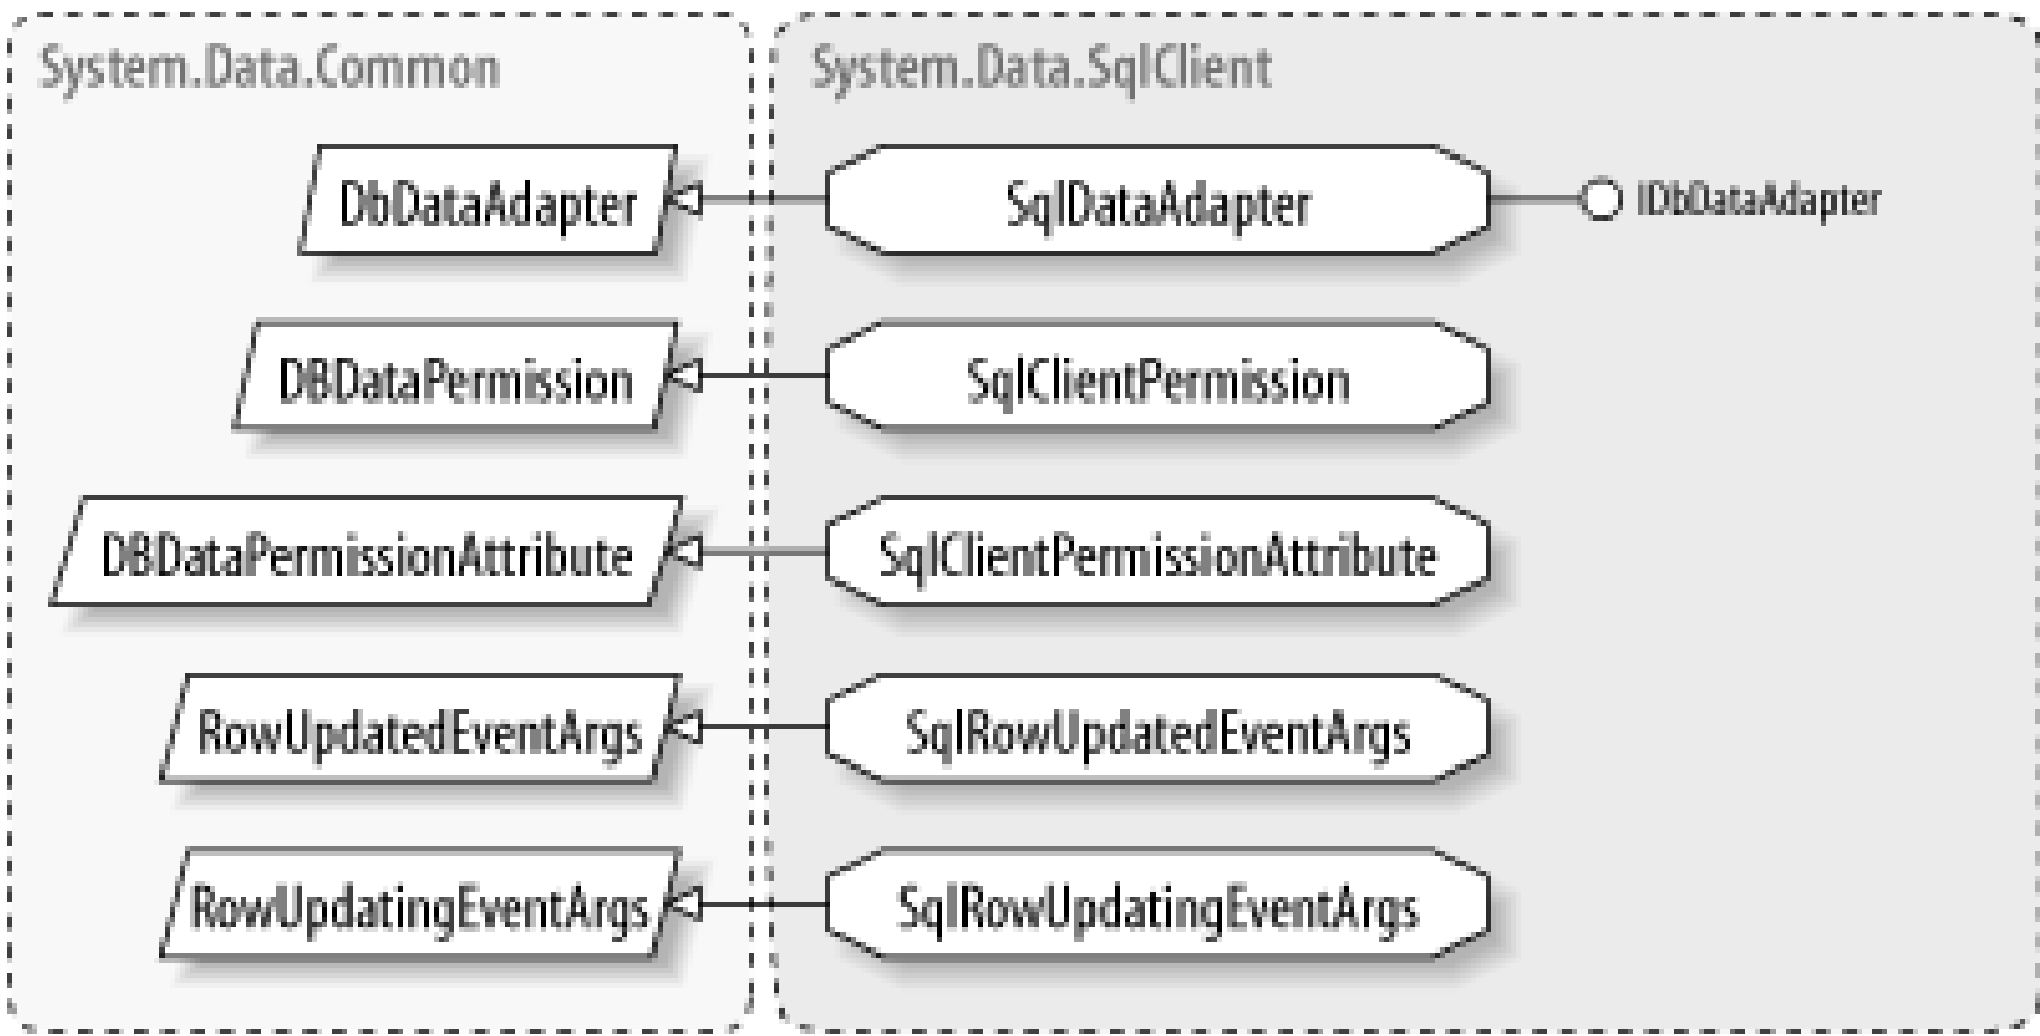 System.Data.Common
System.Data.SqlClient
DbDataAdapter
SqlDataAdapter
IDbDataAdapter
DBDataPermission
SqlClientPermission
DBDataPermissionAttribute
SqlClientPermissionAttribute
RowUpdatedEventArgs
SqlRowUpdatedEventArgs
RowUpdatingEventArgs
SqlRowUpdatingEventArgs